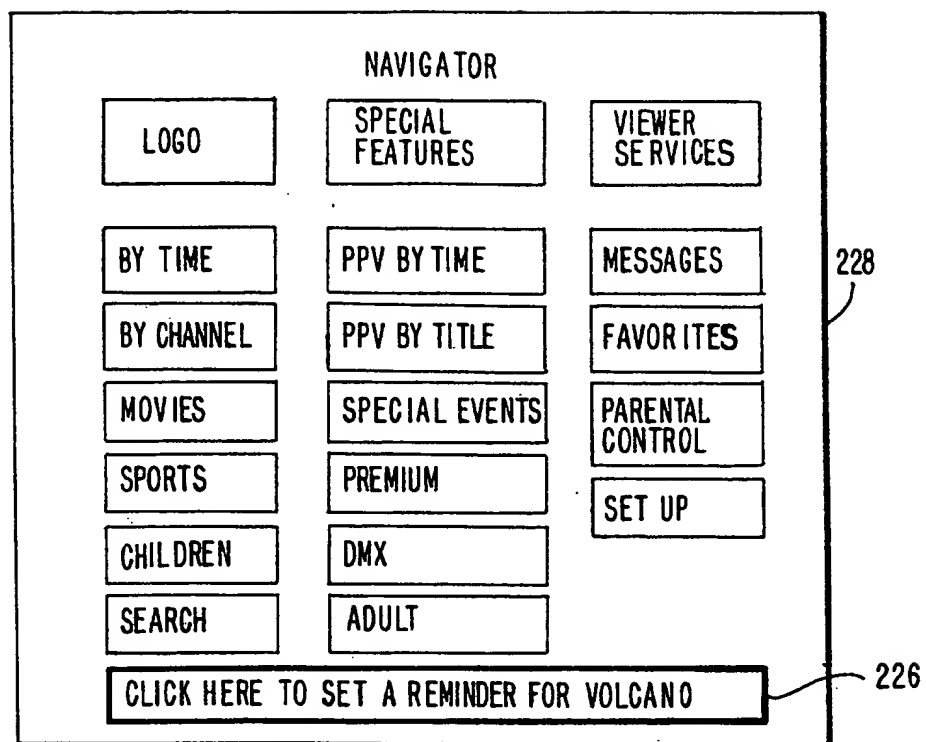 NAVIGATOR
LOGO
SPECIAL
FEATURES
VIEWER
SERVICES
BY TIME
BY CHANNEL
MOVIES
SPORTS
CHILDREN
SEARCH
PPV BY TIME
PPV BY TITLE
SPECIAL EVENTS
PREMIUM
DMX
ADULT
MESSAGES
FAVORITES
PARENTAL
CONTROL
SET UP
228
CLICK HERE TO SET A REMINDER FOR VOLCANO
226